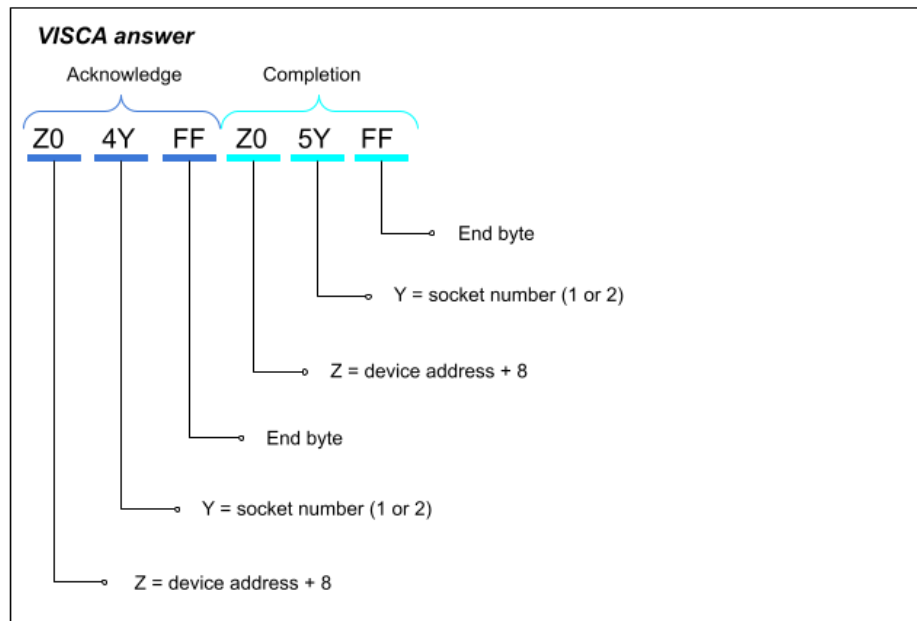 VISCA answer
Acknowledge Completion
Z0 4Y FF Z0 5Y FF
End byte
Y = socket number (1 or 2)
Z = device address + 8
End byte
Y = socket number (1 or 2)
Z = device address + 8